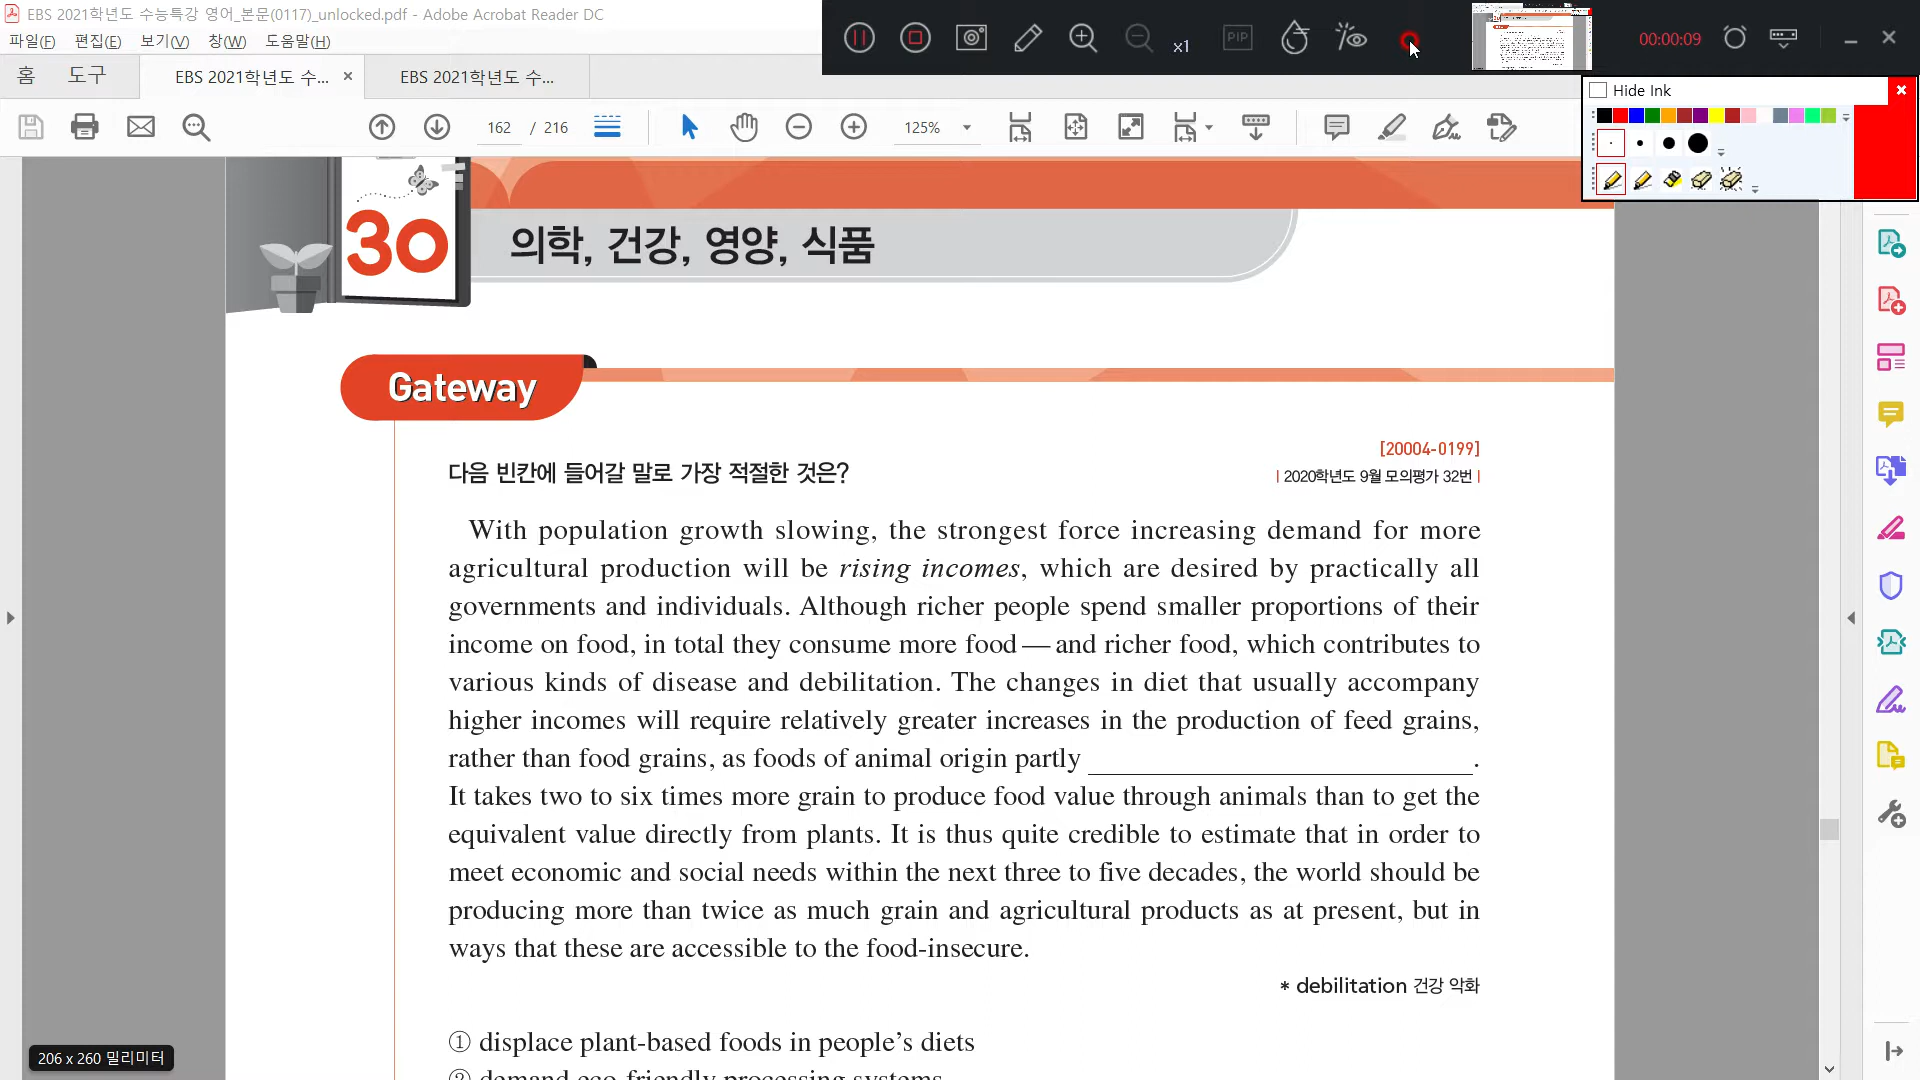 EBS 2021학년도 수능특강 영어_본문(0117)_unlocked.pdf - Adobe Acrobat Reader DC
파일(F) 편집(E) 보기(V) 창(W) 도움말(H)
x1
PIP
00:00:09
홈 도구 EBS 2021학년도 수... × EBS 2021학년도 수...
Hide Ink
162 / 216
125%
30
의학, 건강, 영양, 식품
Gateway
[20004-0199]
다음 빈칸에 들어갈 말로 가장 적절한 것은?
| 2020학년도 9월 모의평가 32번 |
With population growth slowing, the strongest force increasing demand for more
agricultural production will be rising incomes, which are desired by practically all
governments and individuals. Although richer people spend smaller proportions of their
income on food, in total they consume more food — and richer food, which contributes to
various kinds of disease and debilitation. The changes in diet that usually accompany
higher incomes will require relatively greater increases in the production of feed grains,
rather than food grains, as foods of animal origin partly ____________________.
It takes two to six times more grain to produce food value through animals than to get the
equivalent value directly from plants. It is thus quite credible to estimate that in order to
meet economic and social needs within the next three to five decades, the world should be
producing more than twice as much grain and agricultural products as at present, but in
ways that these are accessible to the food-insecure.
* debilitation 건강 악화
① displace plant-based foods in people’s diets
② demand eco-friendly processing systems
206 x 260 밀리미터